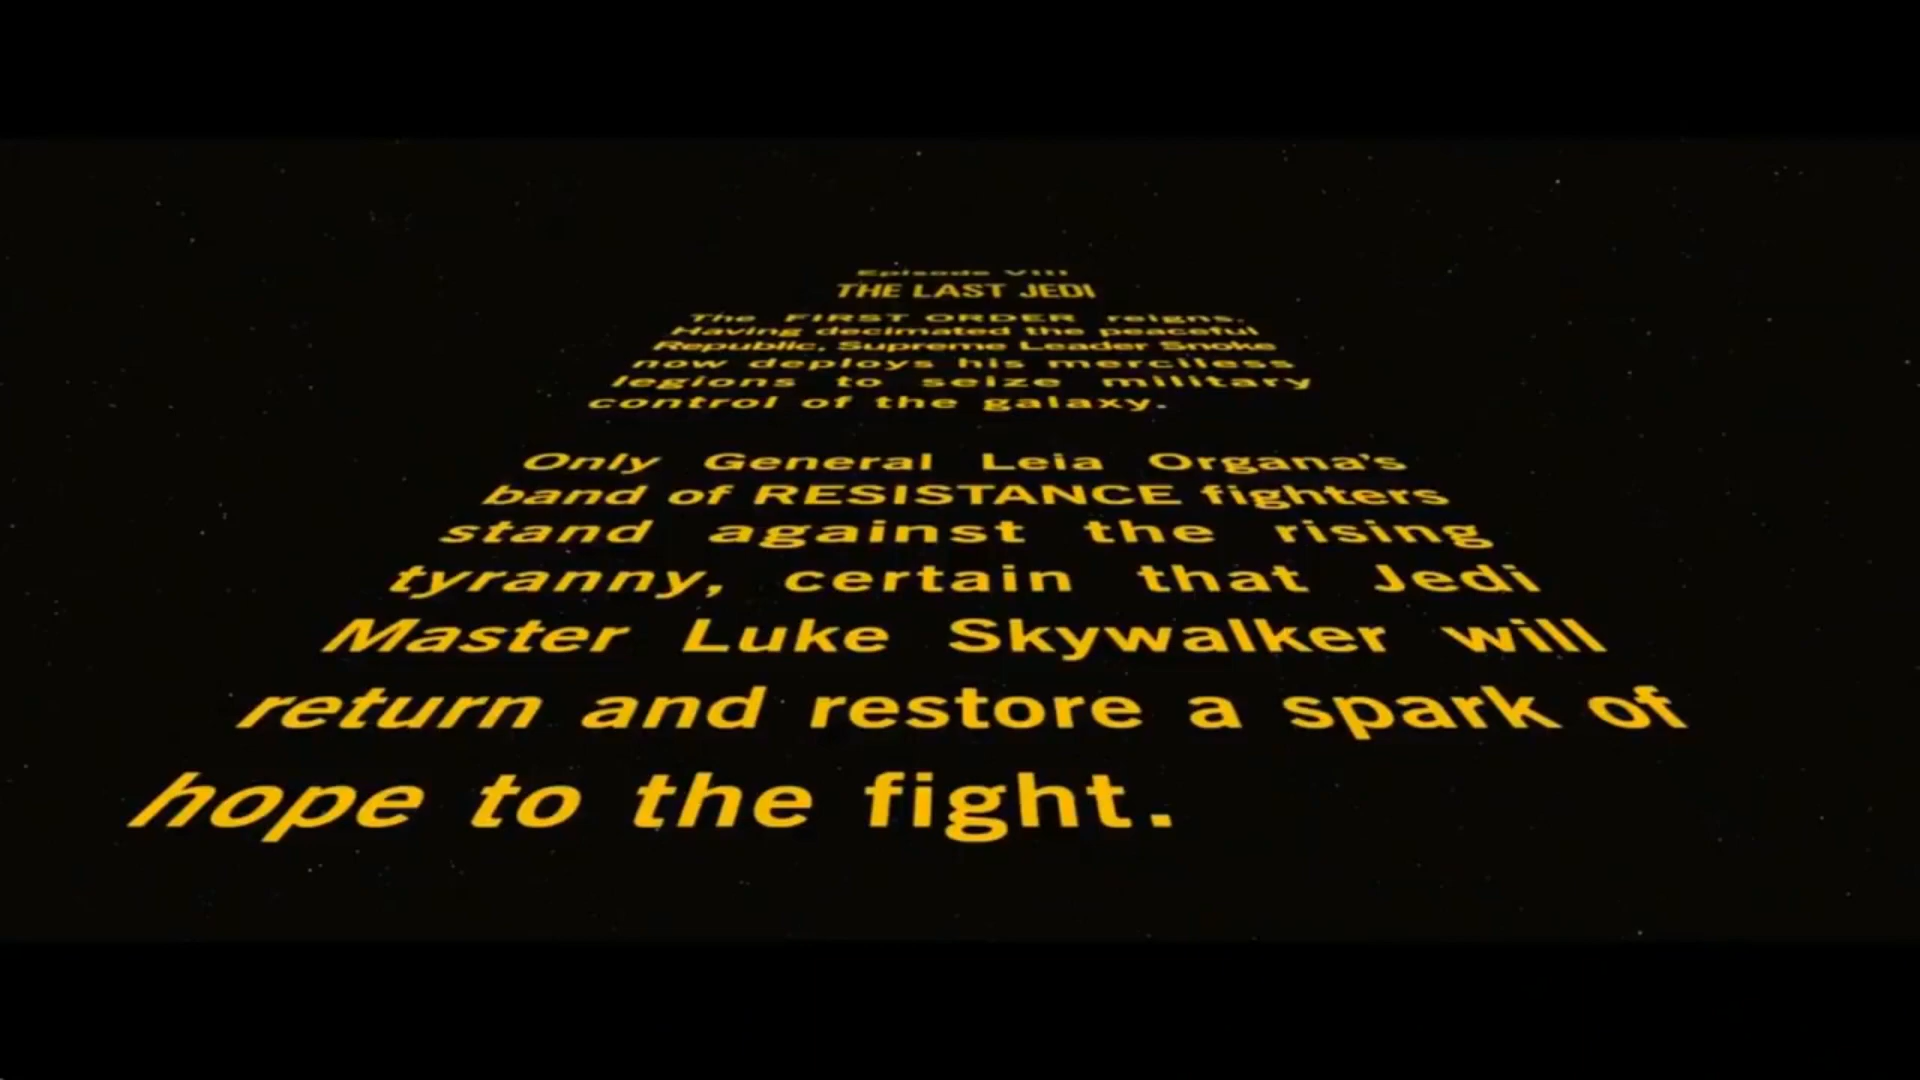 Episode VIII
THE LAST JEDI
The FIRST ORDER reigns.
Having decimated the peaceful
Republic, Supreme Leader Snoke
now deploys his merciless
legions to seize military
control of the galaxy.
Only General Leia Organa's
band of RESISTANCE fighters
stand against the rising
tyranny, certain that Jedi
Master Luke Skywalker will
return and restore a spark of
hope to the fight.